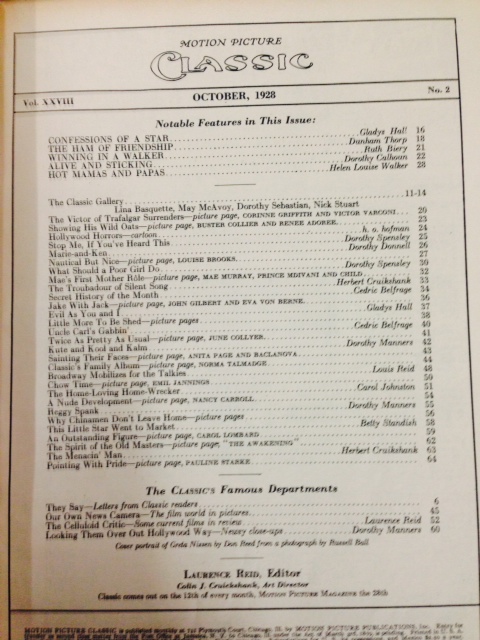 MOTION PICTURE
CLASSIC
Vol. XXVIII OCTOBER, 1928 No. 2
Notable Features in This Issue:
CONFESSIONS OF A STAR Gladys Hall 16
THE HAM OF FRIENDSHIP Dunham Thorp 18
WINNING IN A WALKER Ruth Biery 21
ALIVE AND STICKING Dorothy Calhoun 22
HOT MAMAS AND PAPAS Helen Louise Walker 28
The Classic Gallery 11-14
Lina Basquette, May McAvoy, Dorothy Sebastian, Nick Stuart
The Victor of Trafalgar Surrenders—picture page, CORINNE GRIFFITH AND VICTOR VARCONI 20
Showing His Wild Oats—picture page, BUSTER COLLIER AND RENEE ADOREE 23
Hollywood Horrors—cartoon h. o. hofman 24
Stop Me, If You've Heard This Dorothy Spensley 25
Marie-and-Ken Dorothy Donnell 26
Nautical But Nice—picture page, LOUISE BROOKS 27
What Should a Poor Girl Do Dorothy Spensley 30
Mae's First Mother Rôle—picture page, MAE MURRAY, PRINCE MDIVANI AND CHILD 32
The Troubadour of Silent Song Herbert Cruikshank 33
Secret History of the Month Cedric Belfrage 34
Jake With Jack—picture page, JOHN GILBERT AND EVA VON BERNE 36
Evil As You and I Gladys Hall 37
Little More To Be Shed—picture pages 38
Uncle Carl's Gabbin' Cedric Belfrage 40
Twice as Pretty As Usual—picture page, JUNE COLLYER 41
Kute and Kool and Kalm Dorothy Manners 42
Sainting Their Faces—picture page, ANITA PAGE AND BACLANOVA 43
Classic's Family Album—picture page, NORMA TALMADGE 44
Broadway Mobilizes for the Talkies Louis Reid 48
Chow Time—picture page, EMIL JANNINGS 50
The Home-Loving Home-Wrecker Carol Johnston 51
A Nude Development—picture page, NANCY CARROLL 54
Reggy Spank Dorothy Manners 55
Why Chinamen Don't Leave Home—picture pages 56
This Little Star Went to Market Betty Standish 58
An Outstanding Figure—picture page, CAROL LOMBARD 59
The Spirit of the Old Masters—picture page, "THE AWAKENING" 62
The Menacin' Man Herbert Cruikshank 63
Pointing With Pride—picture page, PAULINE STARKE 64
The CLASSIC'S Famous Departments
They Say—Letters from Classic readers 6
Our Own News Camera—The film world in pictures 45
The Celluloid Critic—Some current films in review Laurence Reid 52
Looking Them Over Out Hollywood Way—Newsy close-ups Dorothy Manners 60
Cover portrait of Greta Nissen by Don Reed from a photograph by Russell Ball
LAURENCE REID, Editor
Colin J. Cruickshank, Art Director
Classic comes out on the 12th of every month, MOTION PICTURE MAGAZINE the 28th
MOTION PICTURE CLASSIC is published monthly at 750 Plymouth Court, Chicago, Ill. by MOTION PICTURE PUBLICATIONS, Inc.